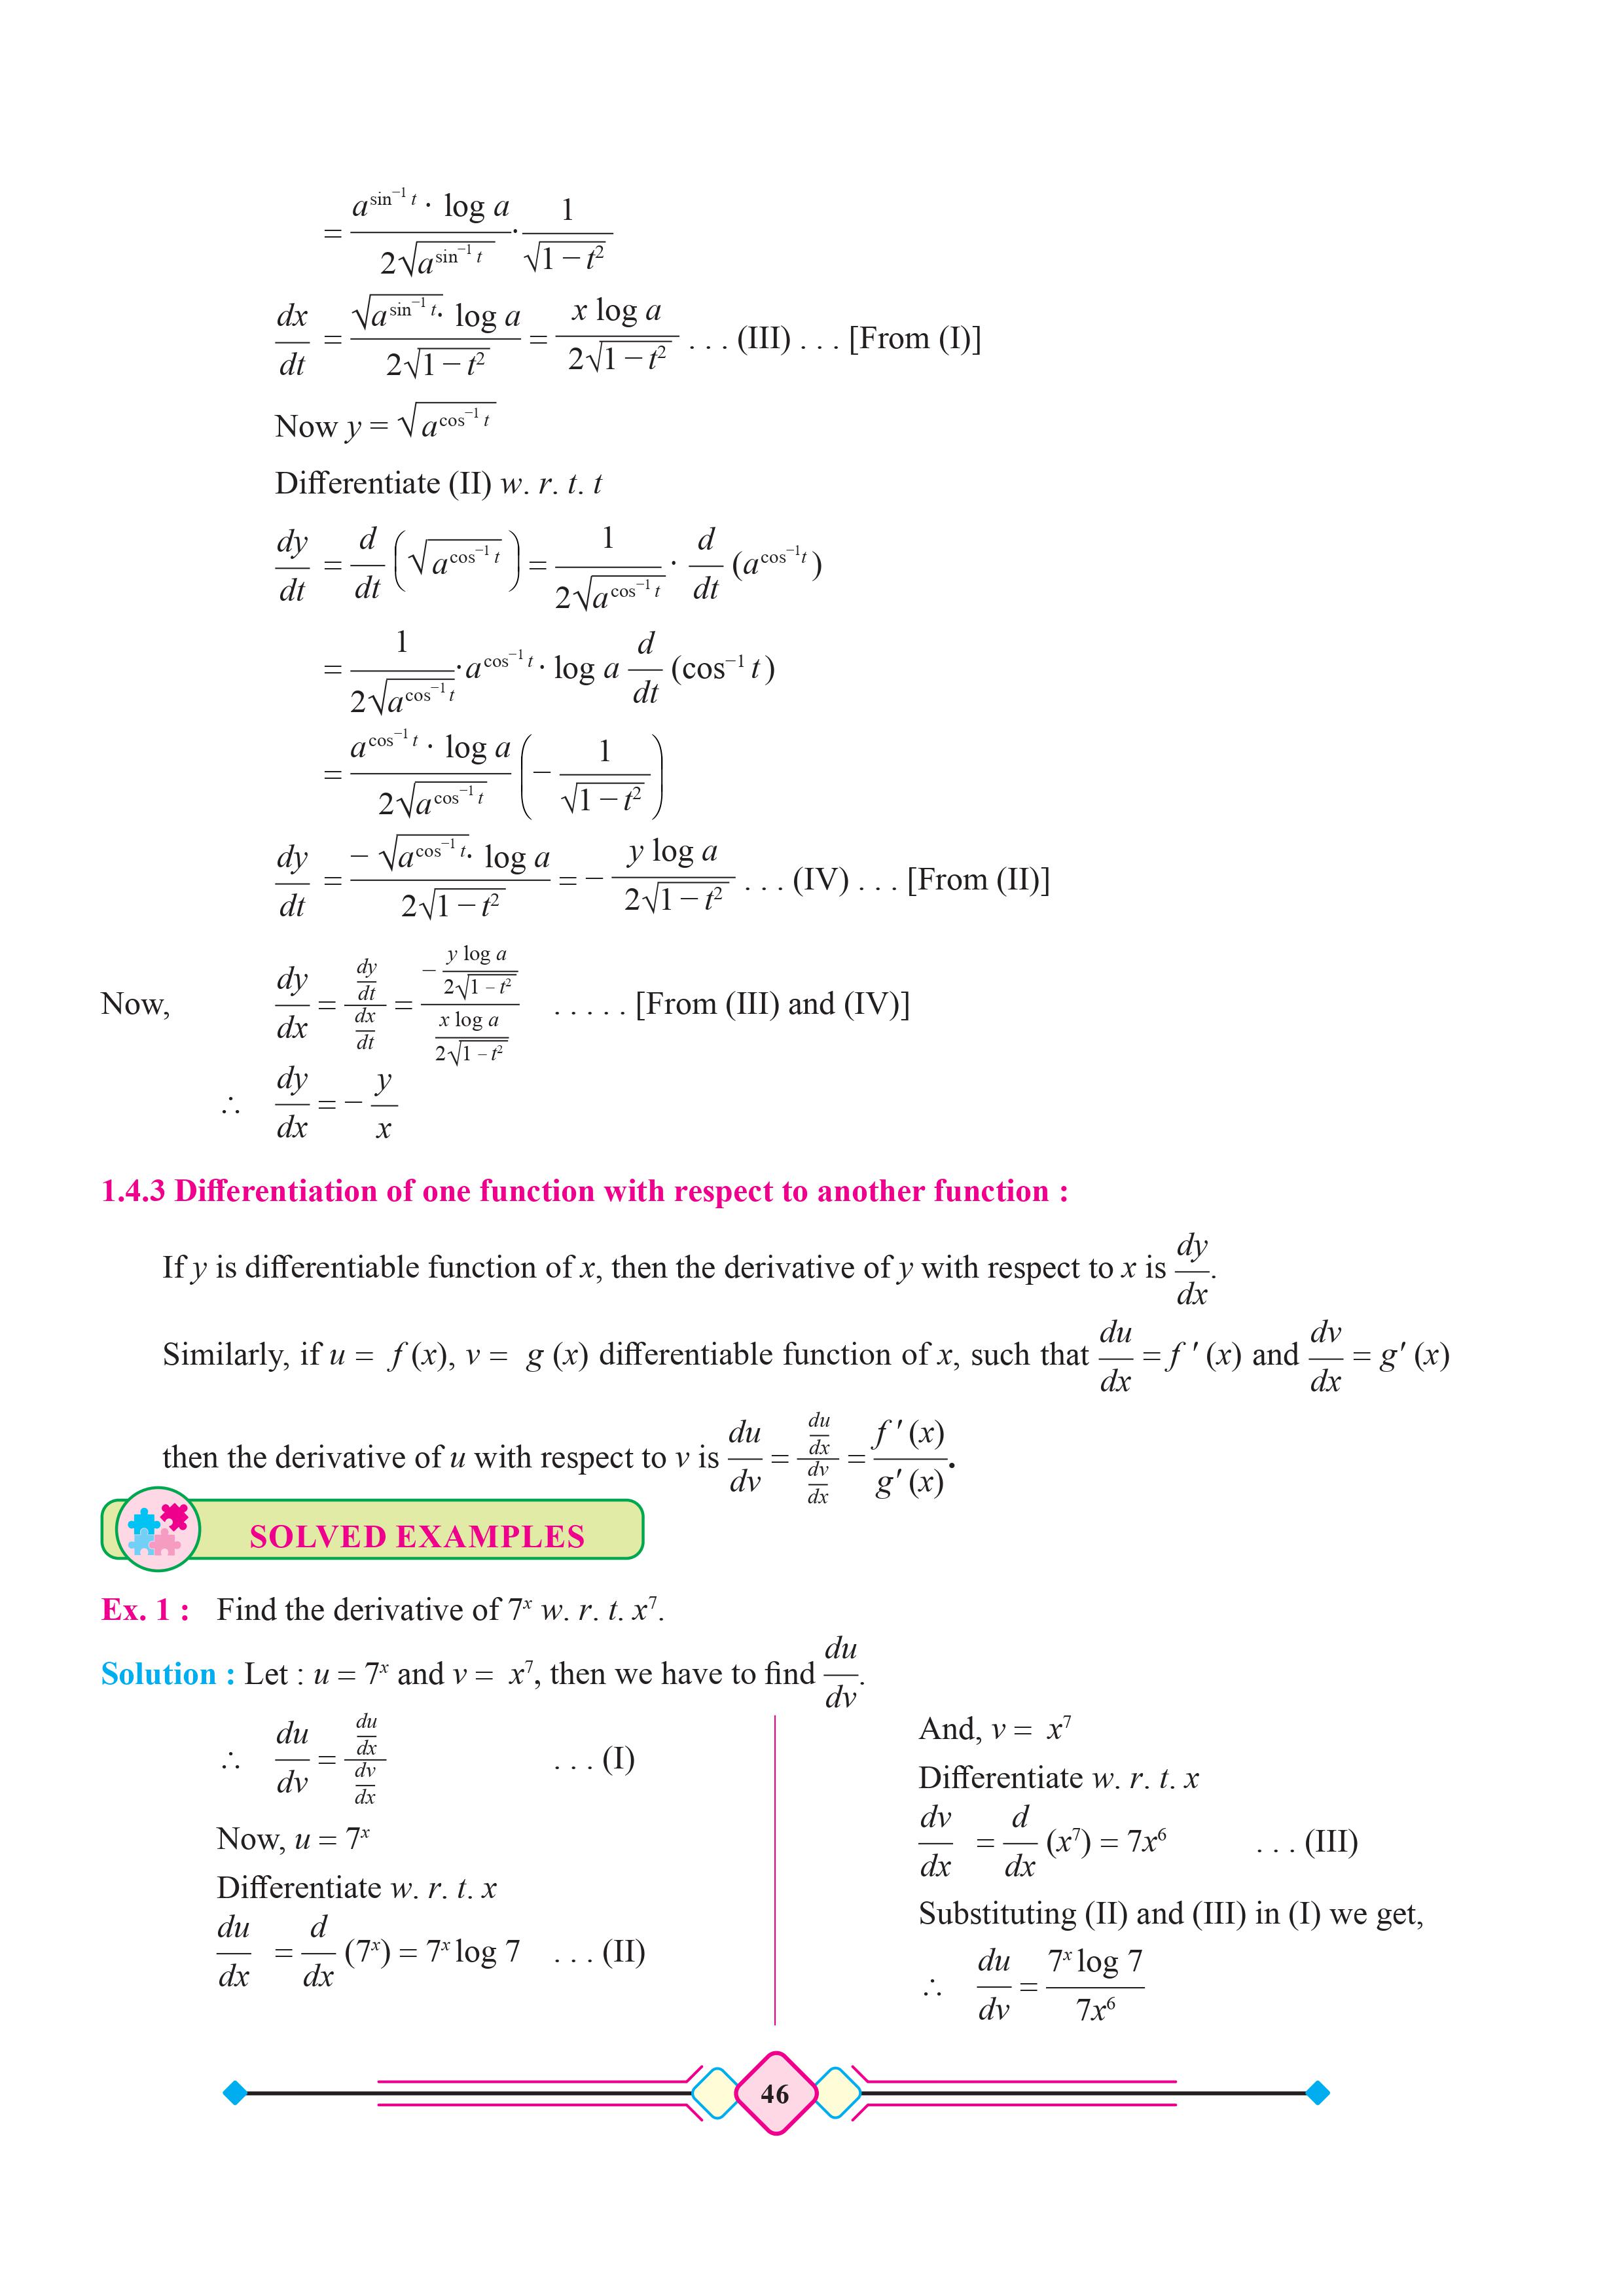 = \frac{a^{\sin^{-1} t} · \log a}{2\sqrt{a^{\sin^{-1} t}}} · \frac{1}{\sqrt{1 – t^2}}
\frac{dx}{dt} = \frac{\sqrt{a^{\sin^{-1} t}} · \log a}{2\sqrt{1 – t^2}} = \frac{x \log a}{2\sqrt{1 – t^2}} . . . (III) . . . [From (I)]
Now y = \sqrt{a^{\cos^{-1} t}}
Differentiate (II) w. r. t. t
\frac{dy}{dt} = \frac{d}{dt} \left( \sqrt{a^{\cos^{-1} t}} \right) = \frac{1}{2\sqrt{a^{\cos^{-1} t}}} · \frac{d}{dt} (a^{\cos^{-1} t})
= \frac{1}{2\sqrt{a^{\cos^{-1} t}}} · a^{\cos^{-1} t} · \log a \frac{d}{dt} (\cos^{-1} t)
= \frac{a^{\cos^{-1} t} · \log a}{2\sqrt{a^{\cos^{-1} t}}} \left( – \frac{1}{\sqrt{1 – t^2}} \right)
\frac{dy}{dt} = \frac{– \sqrt{a^{\cos^{-1} t}} · \log a}{2\sqrt{1 – t^2}} = – \frac{y \log a}{2\sqrt{1 – t^2}} . . . (IV) . . . [From (II)]
Now, \frac{dy}{dx} = \frac{\frac{dy}{dt}}{\frac{dx}{dt}} = \frac{– \frac{y \log a}{2\sqrt{1 – t^2}}}{\frac{x \log a}{2\sqrt{1 – t^2}}} . . . . . [From (III) and (IV)]
∴ \frac{dy}{dx} = – \frac{y}{x}
1.4.3 Differentiation of one function with respect to another function :
If y is differentiable function of x, then the derivative of y with respect to x is \frac{dy}{dx}.
Similarly, if u = f (x), v = g (x) differentiable function of x, such that \frac{du}{dx} = f ′ (x) and \frac{dv}{dx} = g′ (x)
then the derivative of u with respect to v is \frac{du}{dv} = \frac{\frac{du}{dx}}{\frac{dv}{dx}} = \frac{f ′ (x)}{g′ (x)}.
SOLVED EXAMPLES
Ex. 1 : Find the derivative of 7^x w. r. t. x^7.
Solution : Let : u = 7^x and v = x^7, then we have to find \frac{du}{dv}.
∴ \frac{du}{dv} = \frac{\frac{du}{dx}}{\frac{dv}{dx}} . . . (I)
Now, u = 7^x
Differentiate w. r. t. x
\frac{du}{dx} = \frac{d}{dx} (7^x) = 7^x \log 7 . . . (II)
And, v = x^7
Differentiate w. r. t. x
\frac{dv}{dx} = \frac{d}{dx} (x^7) = 7x^6 . . . (III)
Substituting (II) and (III) in (I) we get,
∴ \frac{du}{dv} = \frac{7^x \log 7}{7x^6}
46